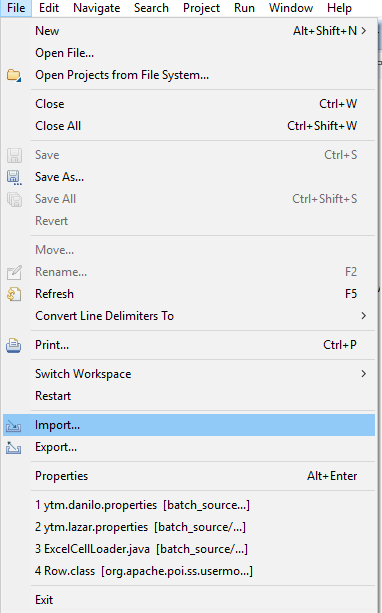 File Edit Navigate Search Project Run Window Help
New Alt+Shift+N
Open File...
Open Projects from File System...
Close Ctrl+W
Close All Ctrl+Shift+W
Save Ctrl+S
Save As...
Save All Ctrl+Shift+S
Revert
Move...
Rename... F2
Refresh F5
Convert Line Delimiters To
Print... Ctrl+P
Switch Workspace
Restart
Import...
Export...
Properties Alt+Enter
1 ytm.danilo.properties [batch_source...]
2 ytm.lazar.properties [batch_source/...]
3 ExcelCellLoader.java [batch_source/...]
4 Row.class [org.apache.poi.ss.usermo...]
Exit